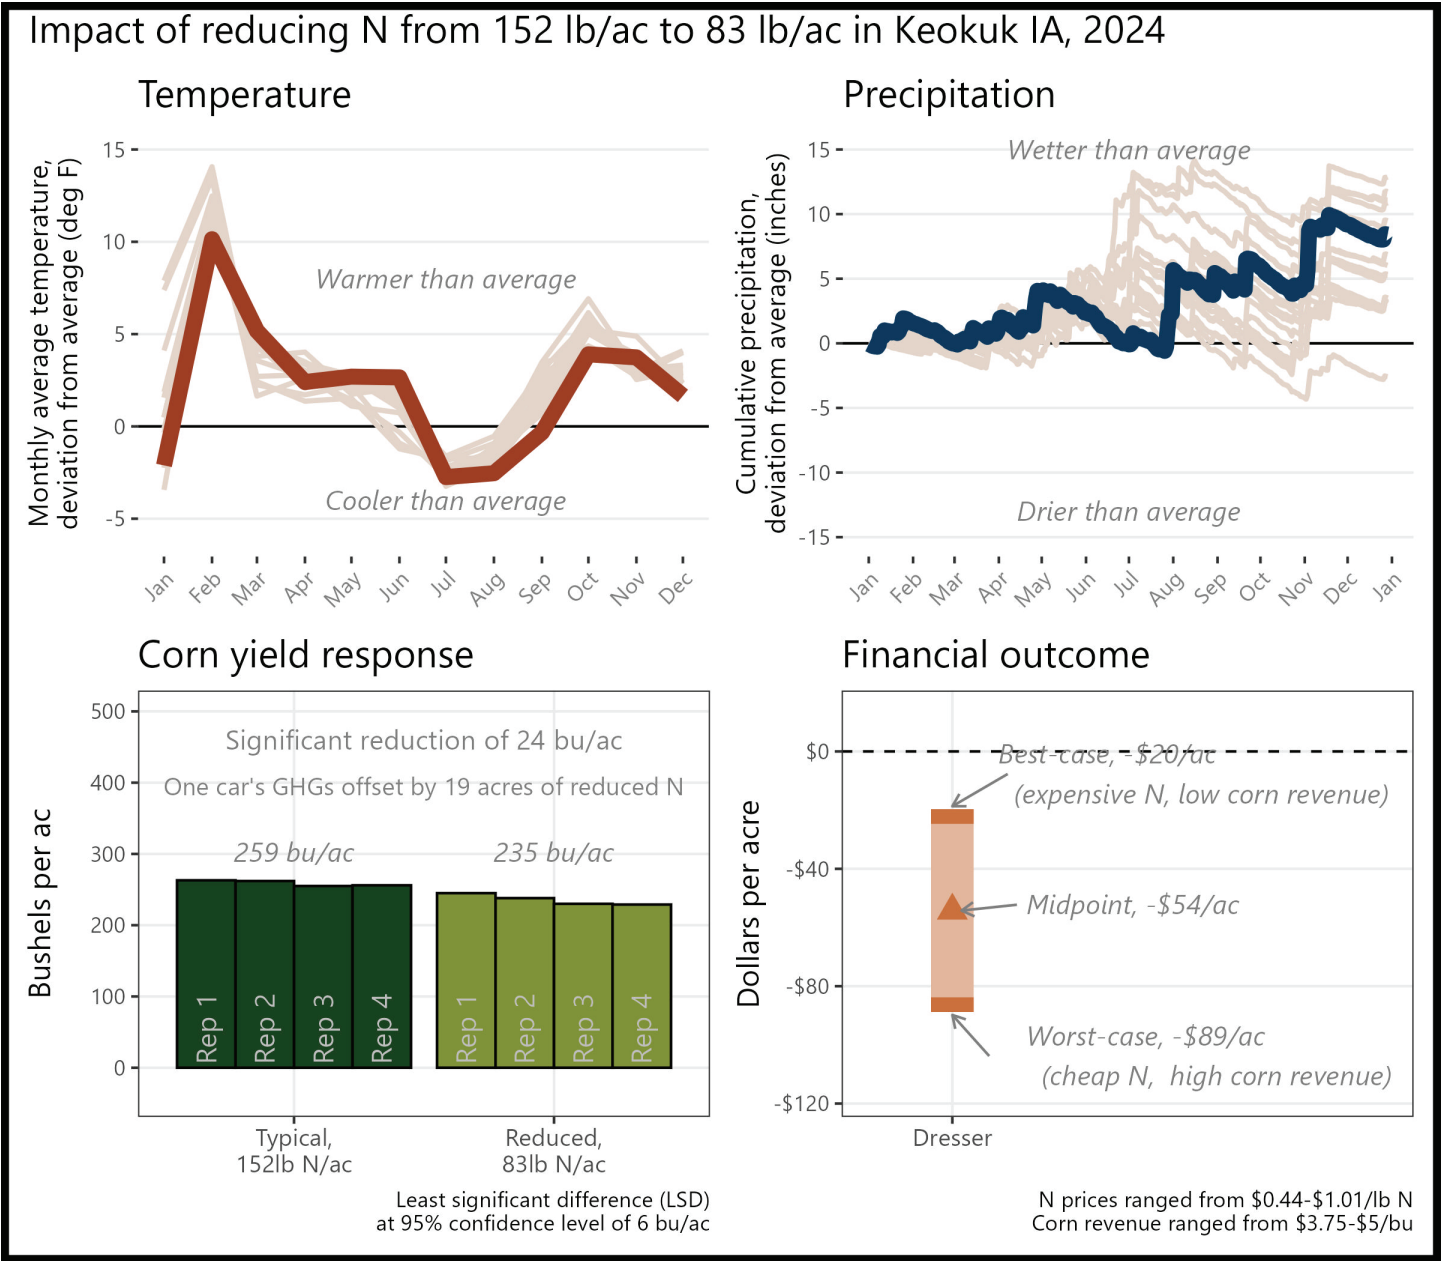 Impact of reducing N from 152 lb/ac to 83 lb/ac in Keokuk IA, 2024
Temperature
Monthly average temperature,
deviation from average (deg F)
15
10
5
0
-5
Warmer than average
Cooler than average
Jan
Feb
Mar
Apr
May
Jun
Jul
Aug
Sep
Oct
Nov
Dec
Precipitation
Cumulative precipitation,
deviation from average (inches)
15
10
5
0
-5
-10
-15
Wetter than average
Drier than average
Jan
Feb
Mar
Apr
May
Jun
Jul
Aug
Sep
Oct
Nov
Dec
Jan
Corn yield response
Bushels per ac
500
400
300
200
100
0
Significant reduction of 24 bu/ac
One car's GHGs offset by 19 acres of reduced N
259 bu/ac
235 bu/ac
Rep 1
Rep 2
Rep 3
Rep 4
Rep 1
Rep 2
Rep 3
Rep 4
Typical,
152lb N/ac
Reduced,
83lb N/ac
Least significant difference (LSD)
at 95% confidence level of 6 bu/ac
Financial outcome
Dollars per acre
$0
-$40
-$80
-$120
Best-case, -$20/ac
(expensive N, low corn revenue)
Midpoint, -$54/ac
Worst-case, -$89/ac
(cheap N,  high corn revenue)
Dresser
N prices ranged from $0.44-$1.01/lb N
Corn revenue ranged from $3.75-$5/bu